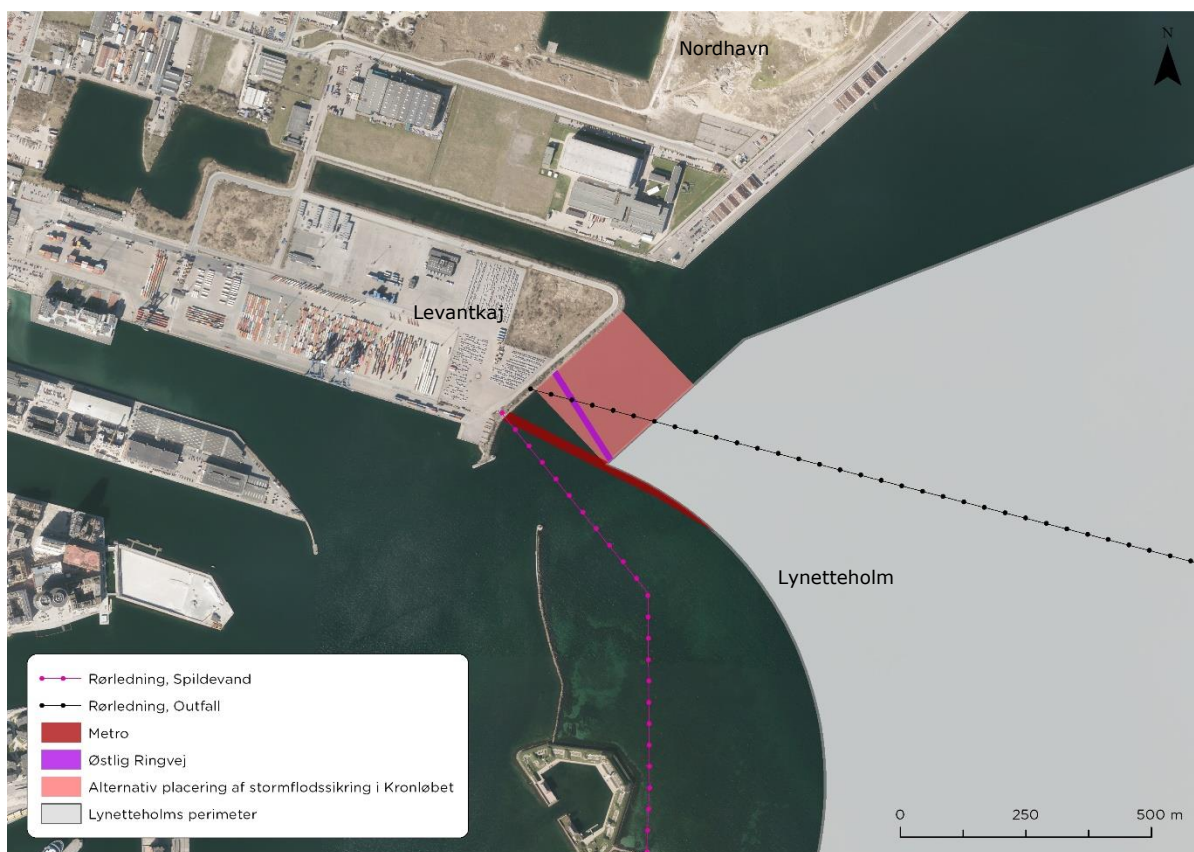 Nordhavn
N
Levantkaj
Lynetteholm
Rørledning, Spildevand
Rørledning, Outfall
Metro
Østlig Ringvej
Alternativ placering af stormflodssikring i Kronløbet
Lynetteholms perimeter
0 250 500 m